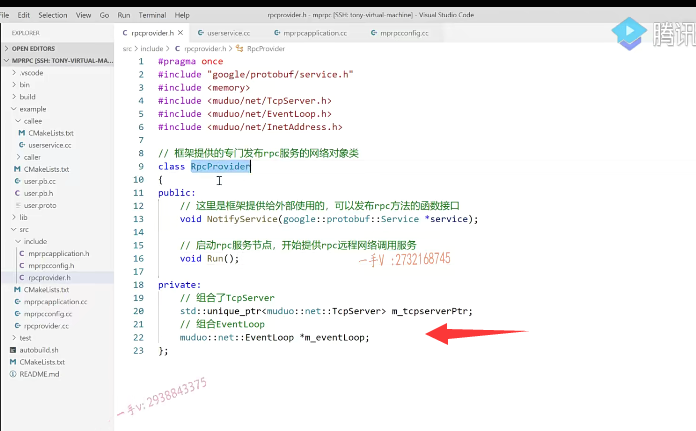 File Edit Selection View Go Run Terminal Help
rpcprovider.h - mprpc [SSH: tony-virtual-machine] - Visual Studio Code
EXPLORER
OPEN EDITORS
MPRPC [SSH: TONY-VIRTUAL-MA...
.vscode
bin
build
example
callee
CMakeLists.txt
userservice.cc
caller
CMakeLists.txt
user.pb.cc
user.pb.h
user.proto
lib
src
include
mprpcapplication.h
mprpcconfig.h
rpcprovider.h
CMakeLists.txt
mprpcapplication.cc
mprpcconfig.cc
rpcprovider.cc
test
autobuild.sh
CMakeLists.txt
README.md
rpcprovider.h userservice.cc mprpcapplication.cc mprpcconfig.cc
src > include > rpcprovider.h > RpcProvider
1 #pragma once
2 #include "google/protobuf/service.h"
3 #include <memory>
4 #include <muduo/net/TcpServer.h>
5 #include <muduo/net/EventLoop.h>
6 #include <muduo/net/InetAddress.h>
7
8 // 框架提供的专门发布rpc服务的网络对象类
9 class RpcProvider
10 {
11 public:
12 // 这里是框架提供给外部使用的，可以发布rpc方法的函数接口
13 void NotifyService(google::protobuf::Service *service);
14
15 // 启动rpc服务节点，开始提供rpc远程网络调用服务
16 void Run();
17
18 private:
19 // 组合了TcpServer
20 std::unique_ptr<muduo::net::TcpServer> m_tcpserverPtr;
21 // 组合EventLoop
22 muduo::net::EventLoop *m_eventLoop;
23 };
腾讯
一手V :2732168745
一手v: 2938843375